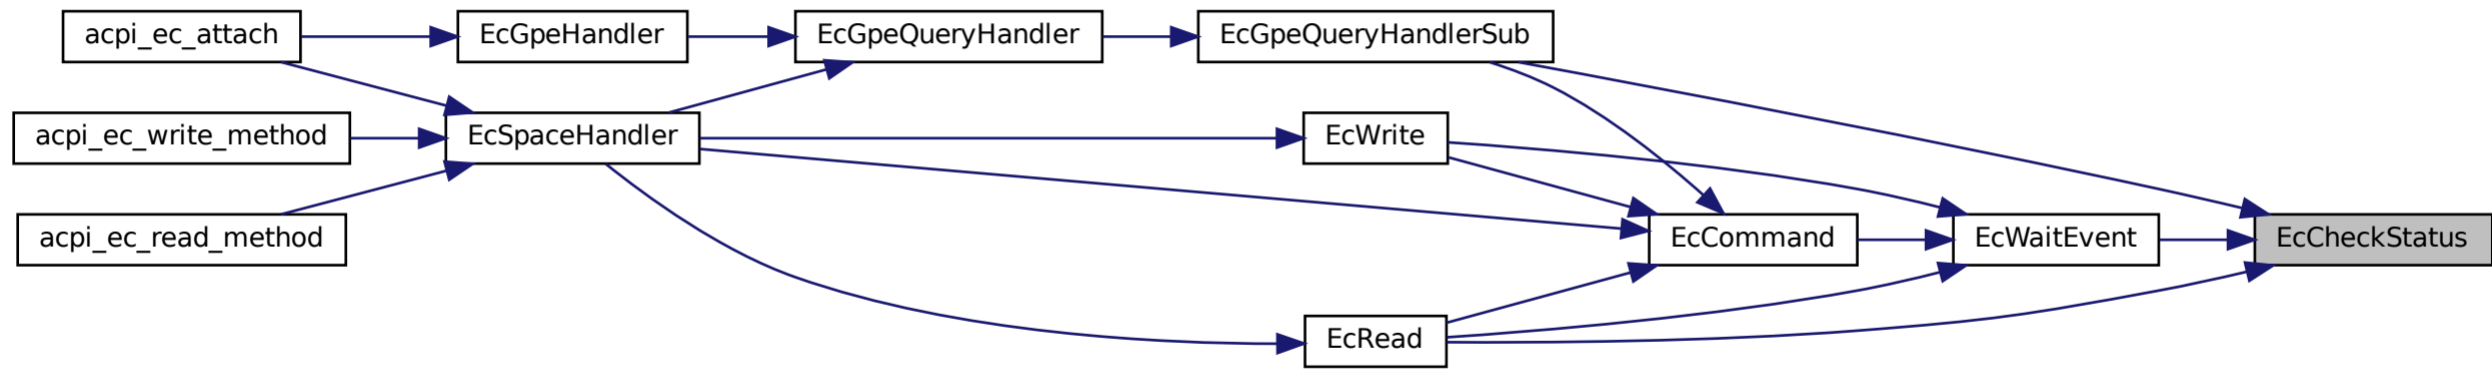 acpi_ec_attach
EcGpeHandler
EcGpeQueryHandler
EcGpeQueryHandlerSub
acpi_ec_write_method
EcSpaceHandler
EcWrite
acpi_ec_read_method
EcCommand
EcWaitEvent
EcCheckStatus
EcRead